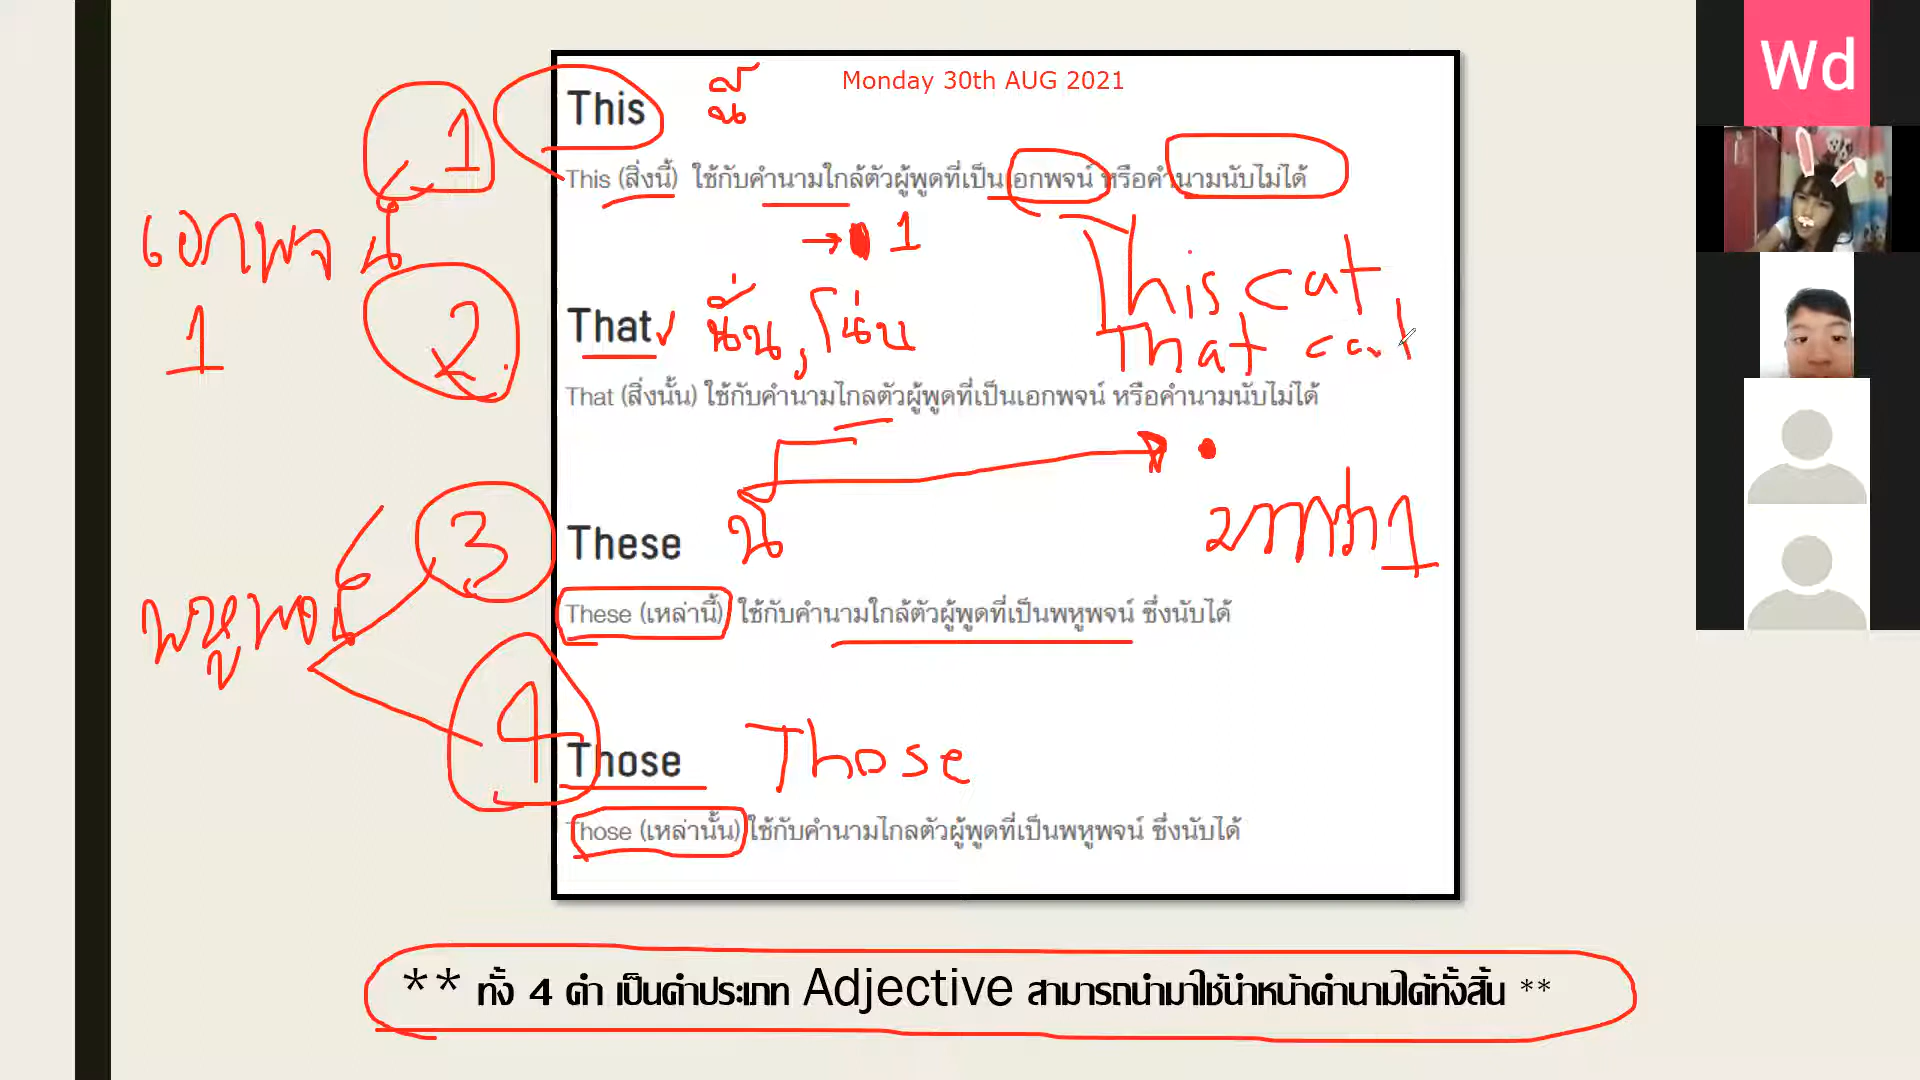 Monday 30th AUG 2021
Wd
This นี้
1
This (สิ่งนี้) ใช้กับคำนามใกล้ตัวผู้พูดที่เป็นเอกพจน์ หรือคำนามนับไม่ได้
เอกพจน์
1
1
This cat
2
That นั่น, โน่น
That cat
That (สิ่งนั้น) ใช้กับคำนามไกลตัวผู้พูดที่เป็นเอกพจน์ หรือคำนามนับไม่ได้
3
These
1
These (เหล่านี้) ใช้กับคำนามใกล้ตัวผู้พูดที่เป็นพหูพจน์ ซึ่งนับได้
พหูพจน์
4
Those Those
Those (เหล่านั้น) ใช้กับคำนามไกลตัวผู้พูดที่เป็นพหูพจน์ ซึ่งนับได้
** ทั้ง 4 คำ เป็นคำประเภท Adjective สามารถนำมาใช้นำหน้าคำนามได้ทั้งสิ้น **